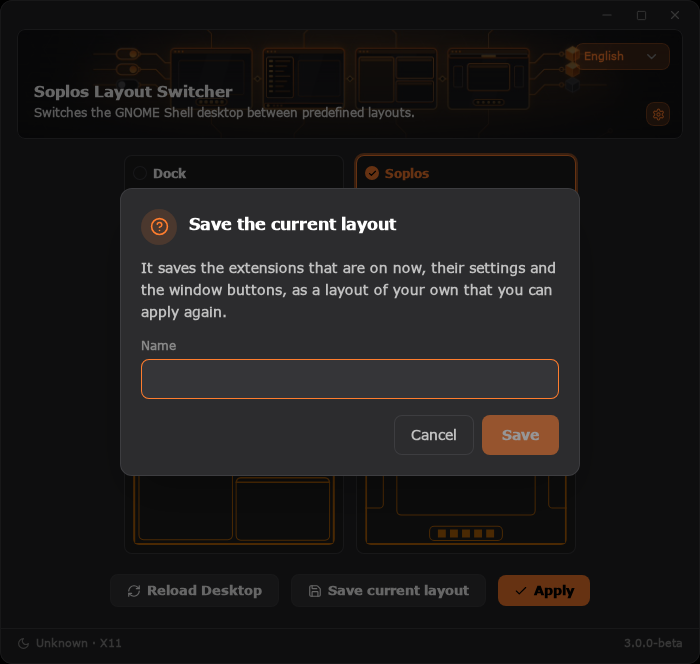 English
Soplos Layout Switcher
Switches the GNOME Shell desktop between predefined layouts.
Dock
Soplos
Save the current layout
It saves the extensions that are on now, their settings and
the window buttons, as a layout of your own that you can
apply again.
Name
Cancel
Save
Reload Desktop
Save current layout
Apply
Unknown • X11
3.0.0-beta